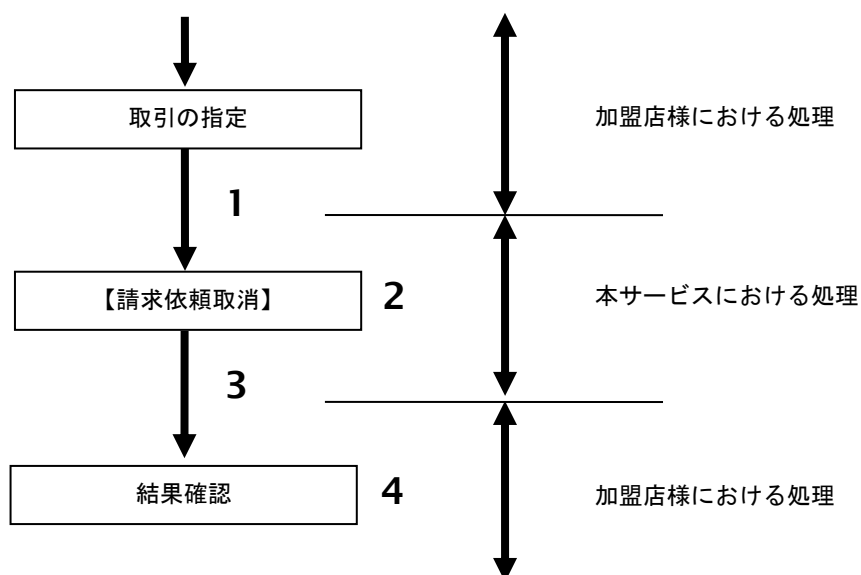 取引の指定
加盟店様における処理
1
【請求依頼取消】
2
本サービスにおける処理
3
結果確認
4
加盟店様における処理